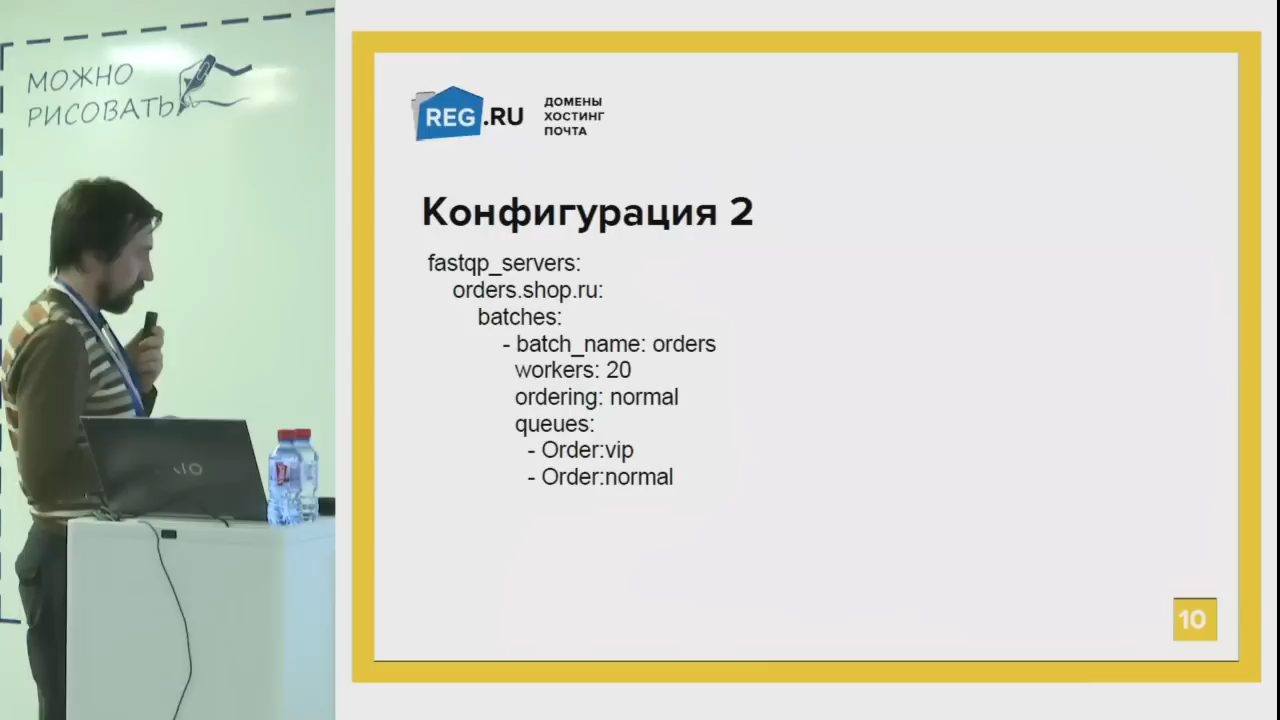 МОЖНО
РИСОВАТЬ
REG.RU
ДОМЕНЫ
ХОСТИНГ
ПОЧТА
Конфигурация 2
fastqp_servers:
orders.shop.ru:
batches:
- batch_name: orders
workers: 20
ordering: normal
queues:
- Order:vip
- Order:normal
10